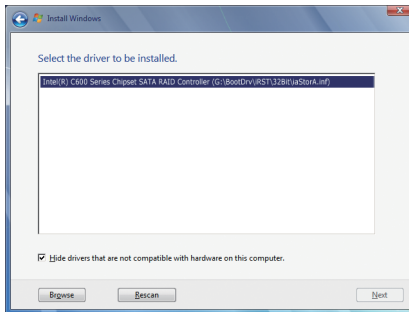 Install Windows
Select the driver to be installed.
Intel(R) C600 Series Chipset SATA RAID Controller (G:\BootDrv\iRST\32Bit\iaStorA.inf)
Hide drivers that are not compatible with hardware on this computer.
Browse
Rescan
Next